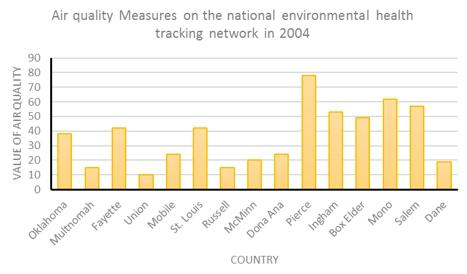 Air quality Measures on the national environmental health
tracking network in 2004
VALUE OF AIR QUALITY
90
80
70
60
50
40
30
20
10
0
Oklahoma
Multnomah
Fayette
Union
Mobile
St. Louis
Russell
McMinn
Dona Ana
Pierce
Ingham
Box Elder
Mono
Salem
Dane
COUNTRY